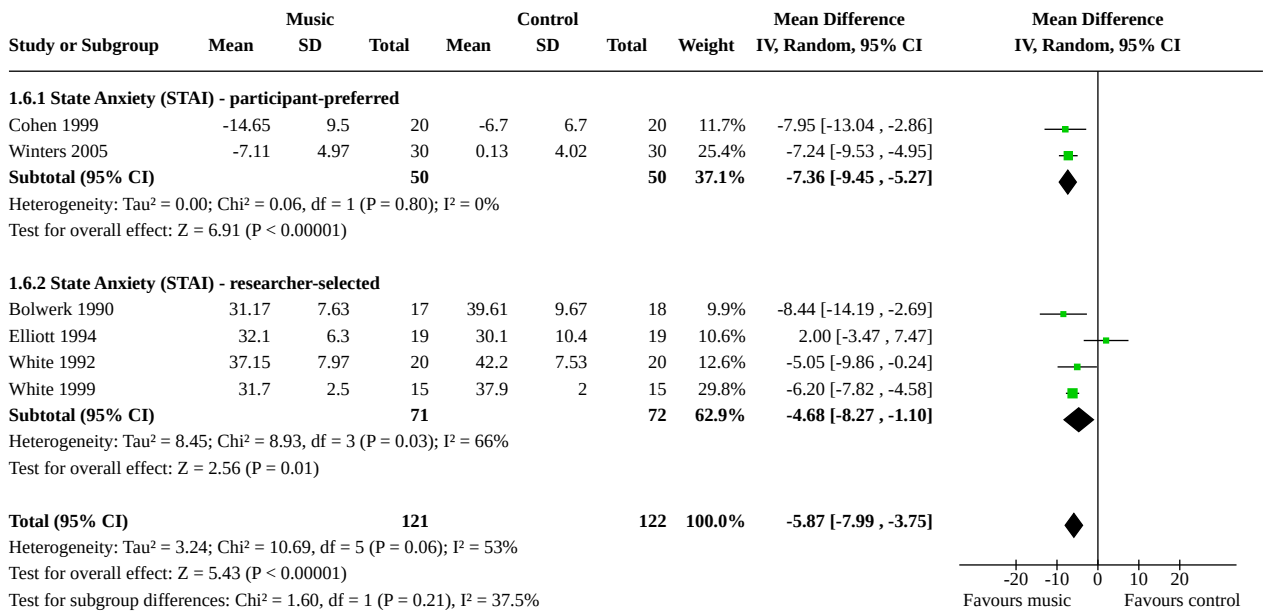 Music Control Mean Difference Mean Difference
Study or Subgroup Mean SD Total Mean SD Total Weight IV, Random, 95% CI IV, Random, 95% CI
1.6.1 State Anxiety (STAI) - participant-preferred
Cohen 1999 -14.65 9.5 20 -6.7 6.7 20 11.7% -7.95 [-13.04 , -2.86]
Winters 2005 -7.11 4.97 30 0.13 4.02 30 25.4% -7.24 [-9.53 , -4.95]
Subtotal (95% CI) 50 50 37.1% -7.36 [-9.45 , -5.27]
Heterogeneity: Tau² = 0.00; Chi² = 0.06, df = 1 (P = 0.80); I² = 0%
Test for overall effect: Z = 6.91 (P < 0.00001)
1.6.2 State Anxiety (STAI) - researcher-selected
Bolwerk 1990 31.17 7.63 17 39.61 9.67 18 9.9% -8.44 [-14.19 , -2.69]
Elliott 1994 32.1 6.3 19 30.1 10.4 19 10.6% 2.00 [-3.47 , 7.47]
White 1992 37.15 7.97 20 42.2 7.53 20 12.6% -5.05 [-9.86 , -0.24]
White 1999 31.7 2.5 15 37.9 2 15 29.8% -6.20 [-7.82 , -4.58]
Subtotal (95% CI) 71 72 62.9% -4.68 [-8.27 , -1.10]
Heterogeneity: Tau² = 8.45; Chi² = 8.93, df = 3 (P = 0.03); I² = 66%
Test for overall effect: Z = 2.56 (P = 0.01)
Total (95% CI) 121 122 100.0% -5.87 [-7.99 , -3.75]
Heterogeneity: Tau² = 3.24; Chi² = 10.69, df = 5 (P = 0.06); I² = 53%
Test for overall effect: Z = 5.43 (P < 0.00001)
-20 -10 0 10 20
Test for subgroup differences: Chi² = 1.60, df = 1 (P = 0.21), I² = 37.5%
Favours music Favours control